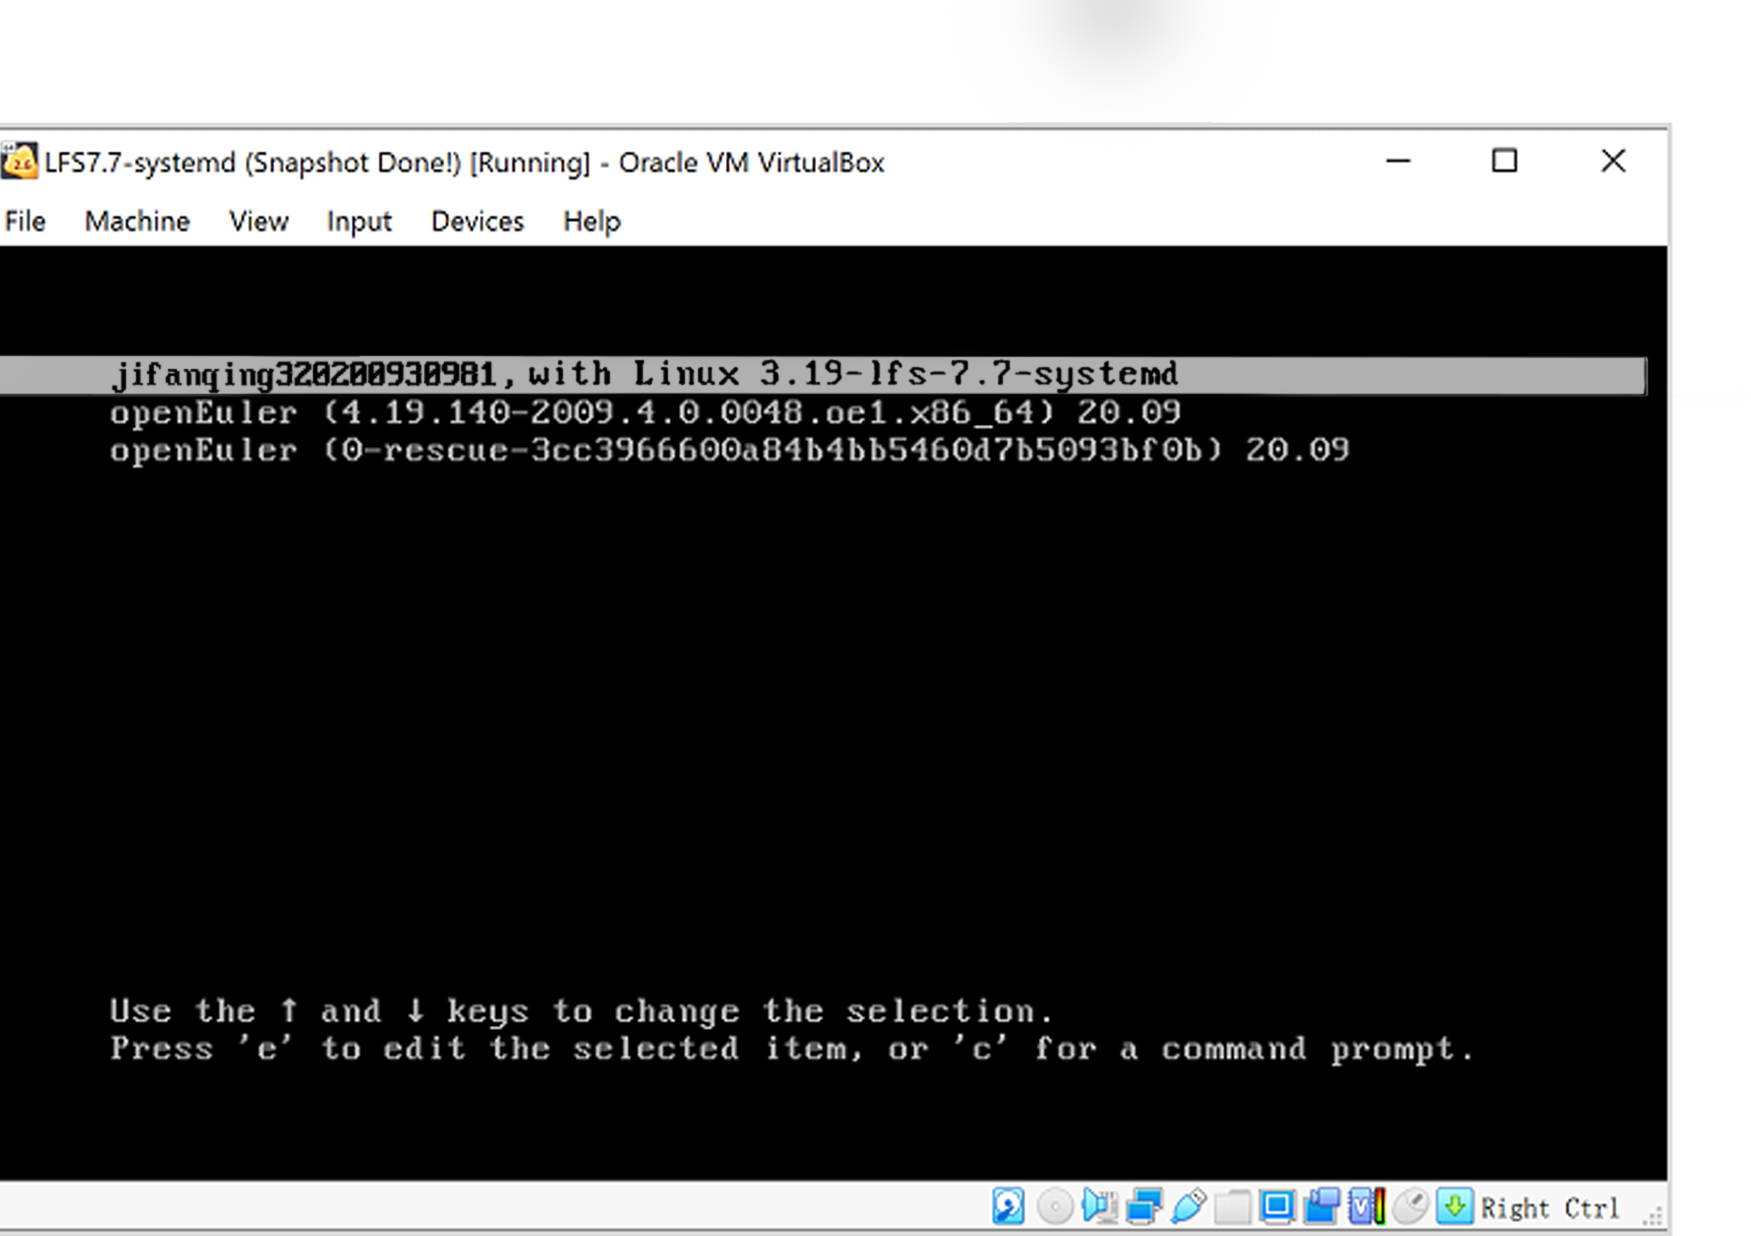 LFS7.7-systemd (Snapshot Done!) [Running] - Oracle VM VirtualBox
File Machine View Input Devices Help
jifanqing320200930981, with Linux 3.19-lfs-7.7-systemd
openEuler (4.19.140-2009.4.0.0048.oe1.x86_64) 20.09
openEuler (0-rescue-3cc3966600a84b4bb5460d7b5093bf0b) 20.09
Use the ↑ and ↓ keys to change the selection.
Press 'e' to edit the selected item, or 'c' for a command prompt.
Right Ctrl